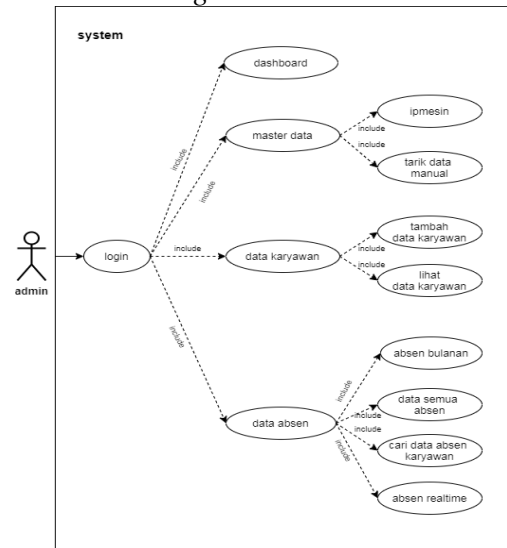 system
dashboard
include
master data
include
ipmesin
include
include
tarik data
manual
admin
login
include
data karyawan
include
tambah
data karyawan
include
lihat
data karyawan
include
data absen
include
absen bulanan
include
data semua
absen
include
cari data absen
karyawan
include
absen realtime